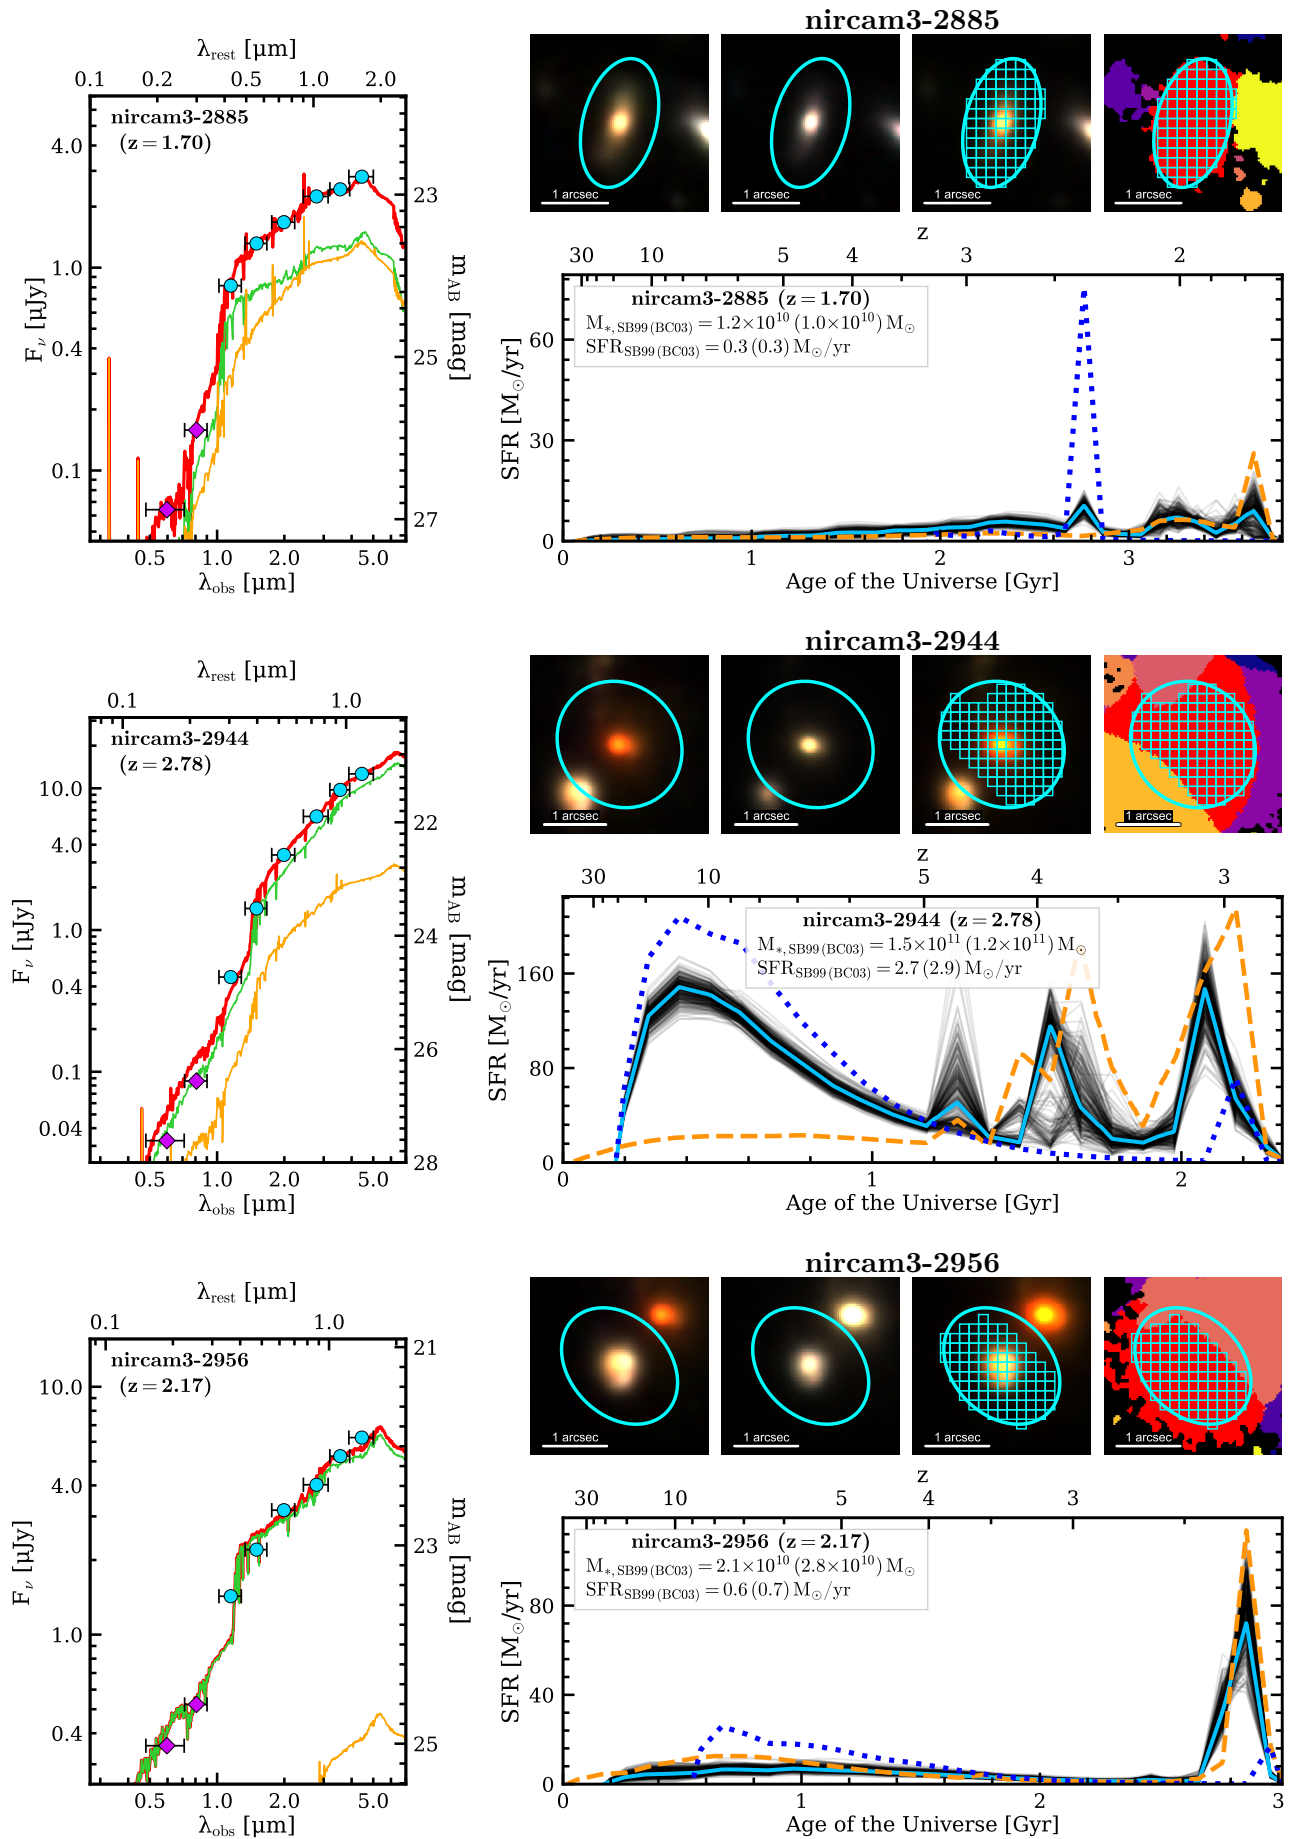 nircam3-2885
λrest [μm]
0.1 0.2 0.5 1.0 2.0
nircam3-2885
(z = 1.70)
4.0
1.0
0.4
0.1
Fν [μJy]
23
25
27
mAB [mag]
0.5 1.0 2.0 5.0
λobs [μm]
1 arcsec 1 arcsec 1 arcsec 1 arcsec
z
30 10 5 4 3 2
nircam3-2885 (z = 1.70)
M*,SB99(BC03) = 1.2×10^10 (1.0×10^10) M⊙
SFRSB99(BC03) = 0.3 (0.3) M⊙/yr
60
30
0
SFR [M⊙/yr]
0 1 2 3
Age of the Universe [Gyr]
nircam3-2944
λrest [μm]
0.1 1.0
nircam3-2944
(z = 2.78)
10.0
4.0
1.0
0.4
0.1
0.04
Fν [μJy]
22
24
26
28
mAB [mag]
0.5 1.0 2.0 5.0
λobs [μm]
1 arcsec 1 arcsec 1 arcsec 1 arcsec
z
30 10 5 4 3
nircam3-2944 (z = 2.78)
M*,SB99(BC03) = 1.5×10^11 (1.2×10^11) M⊙
SFRSB99(BC03) = 2.7 (2.9) M⊙/yr
160
80
0
SFR [M⊙/yr]
0 1 2
Age of the Universe [Gyr]
nircam3-2956
λrest [μm]
0.1 1.0
nircam3-2956
(z = 2.17)
10.0
4.0
1.0
0.4
Fν [μJy]
21
23
25
mAB [mag]
0.5 1.0 2.0 5.0
λobs [μm]
1 arcsec 1 arcsec 1 arcsec 1 arcsec
z
30 10 5 4 3
nircam3-2956 (z = 2.17)
M*,SB99(BC03) = 2.1×10^10 (2.8×10^10) M⊙
SFRSB99(BC03) = 0.6 (0.7) M⊙/yr
80
40
0
SFR [M⊙/yr]
0 1 2 3
Age of the Universe [Gyr]